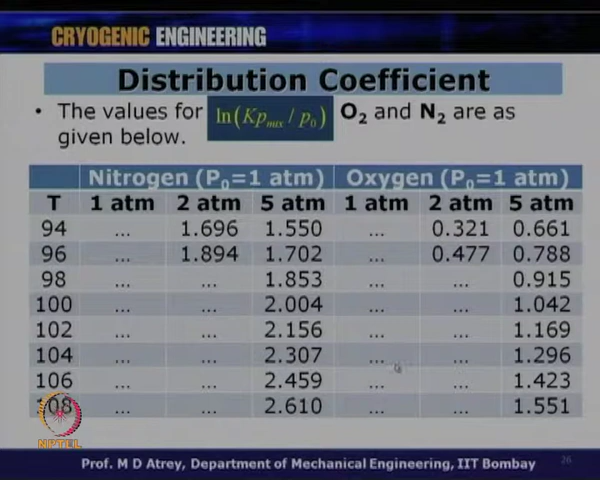 CRYOGENIC ENGINEERING
Distribution Coefficient
• The values for ln(Kp_mix / p_0) O₂ and N₂ are as
given below.
Nitrogen (P₀=1 atm) Oxygen (P₀=1 atm)
T 1 atm 2 atm 5 atm 1 atm 2 atm 5 atm
94 ... 1.696 1.550 ... 0.321 0.661
96 ... 1.894 1.702 ... 0.477 0.788
98 ... ... 1.853 ... ... 0.915
100 ... ... 2.004 ... ... 1.042
102 ... ... 2.156 ... ... 1.169
104 ... ... 2.307 ... ... 1.296
106 ... ... 2.459 ... ... 1.423
108 ... ... 2.610 ... ... 1.551
NPTEL
Prof. M D Atrey, Department of Mechanical Engineering, IIT Bombay 26